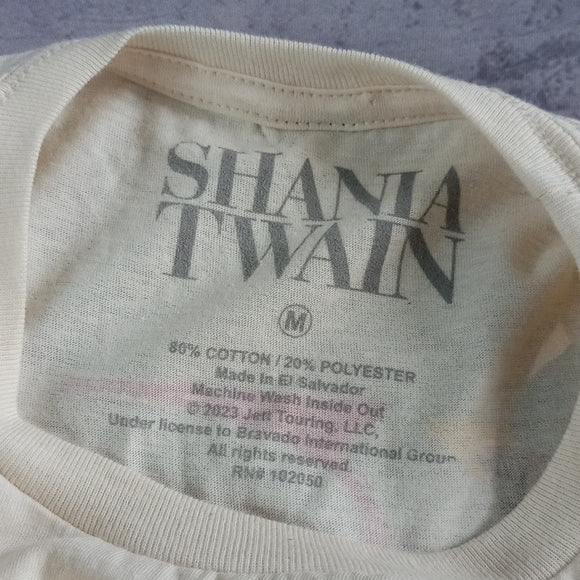 SHANIA
TWAIN
M
80% COTTON / 20% POLYESTER
Made In El Salvador
Machine Wash Inside Out
© 2023 Jett Touring, LLC,
Under license to Bravado International Group
All rights reserved.
RN# 102050